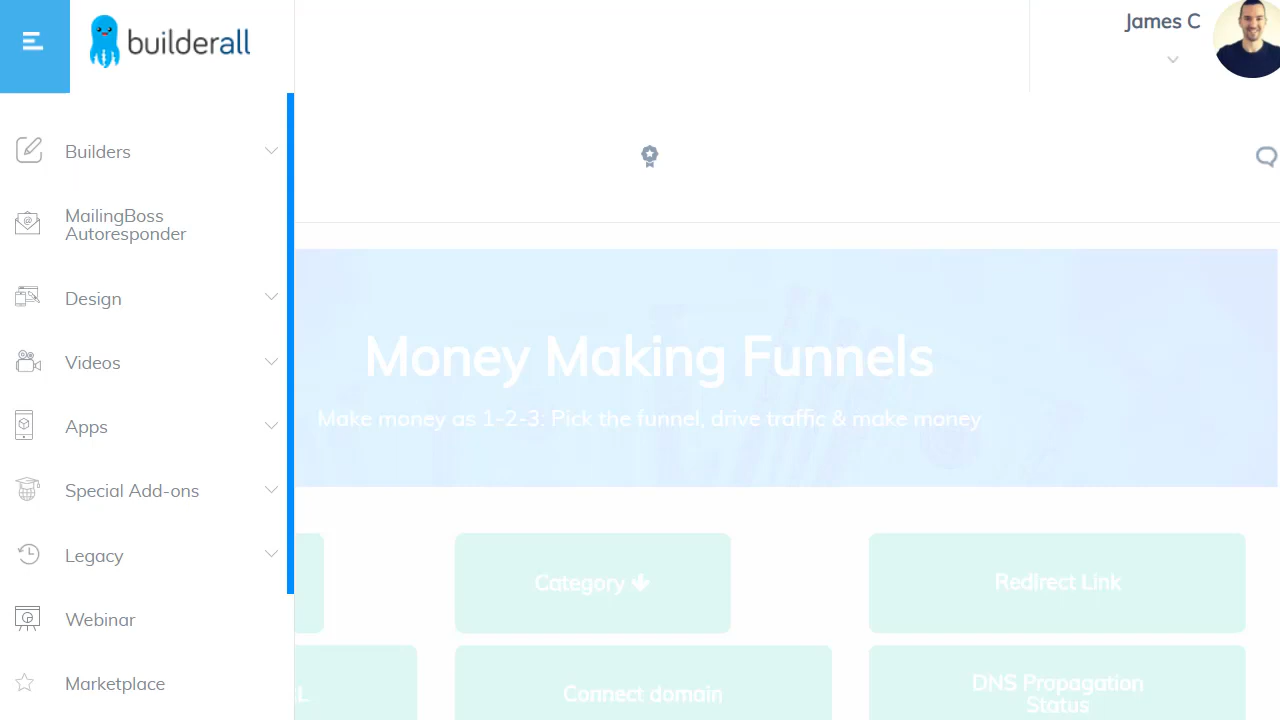 builderall
James C
Builders
MailingBoss
Autoresponder
Design
Videos
Apps
Special Add-ons
Legacy
Webinar
Marketplace
Money Making Funnels
Make money as 1-2-3: Pick the funnel, drive traffic & make money
Category
Redirect Link
Connect domain
DNS Propagation
Status